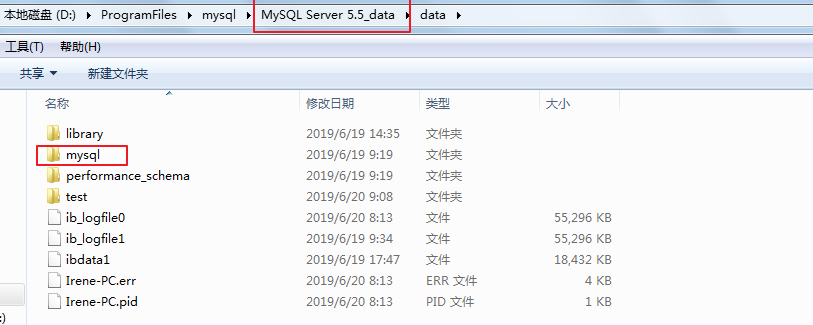 本地磁盘 (D:) ProgramFiles mysql MySQL Server 5.5_data data
工具(T) 帮助(H)
共享 新建文件夹
名称 修改日期 类型 大小
library 2019/6/19 14:35 文件夹
mysql 2019/6/19 9:19 文件夹
performance_schema 2019/6/19 9:19 文件夹
test 2019/6/20 9:08 文件夹
ib_logfile0 2019/6/20 8:13 文件 55,296 KB
ib_logfile1 2019/6/19 9:34 文件 55,296 KB
ibdata1 2019/6/19 17:47 文件 18,432 KB
Irene-PC.err 2019/6/20 8:13 ERR 文件 4 KB
Irene-PC.pid 2019/6/20 8:13 PID 文件 1 KB
:)